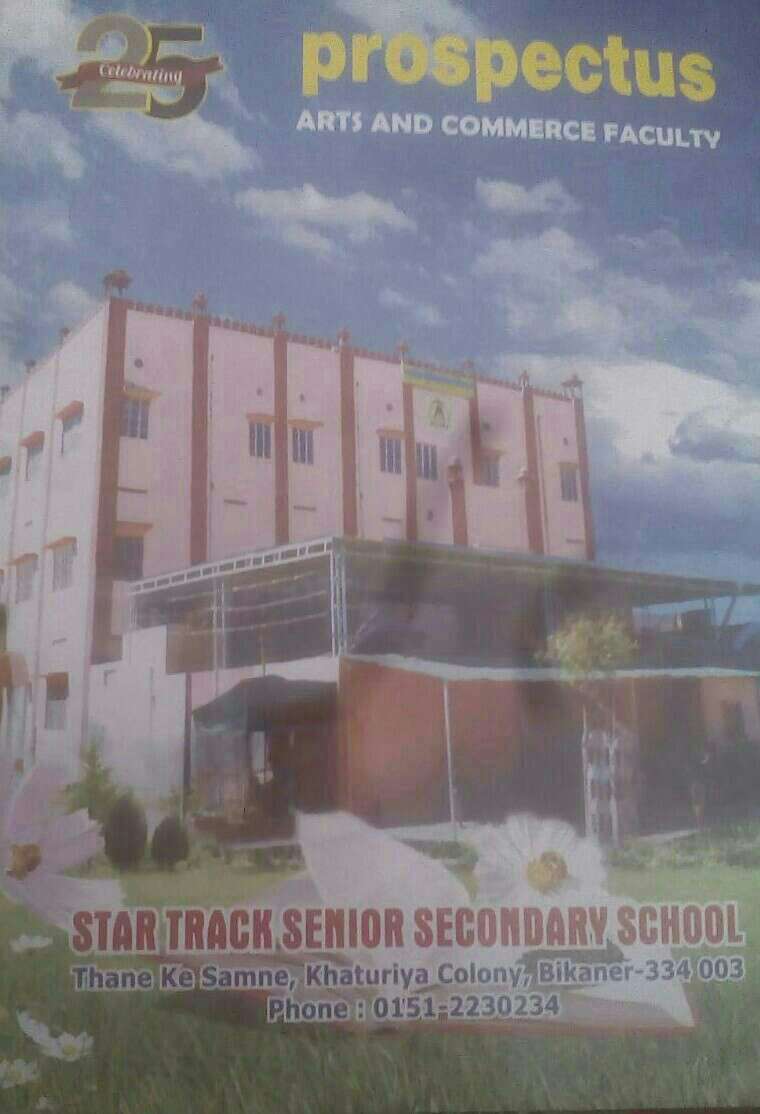 25
Celebrating
prospectus
ARTS AND COMMERCE FACULTY
STAR TRACK SENIOR SECONDARY SCHOOL
Thane Ke Samne, Khaturiya Colony, Bikaner-334 003
Phone : 0151-2230234